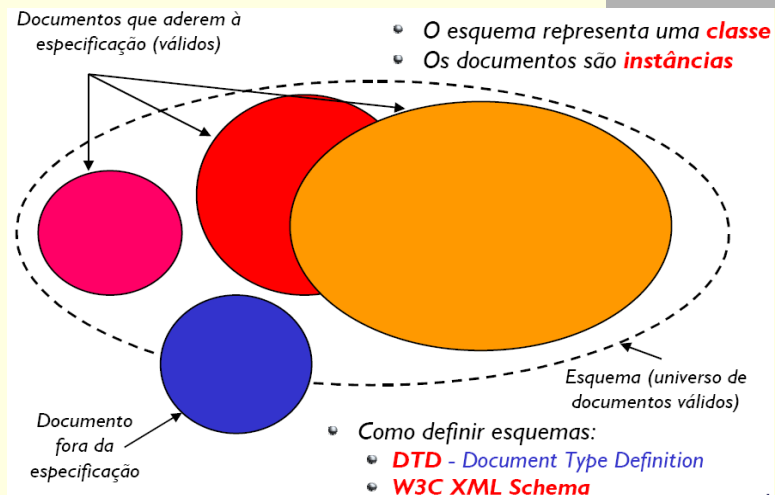 Documentos que aderem à
especificação (válidos)
O esquema representa uma classe
Os documentos são instâncias
Esquema (universo de
documentos válidos)
Documento
fora da
especificação
Como definir esquemas:
DTD - Document Type Definition
W3C XML Schema